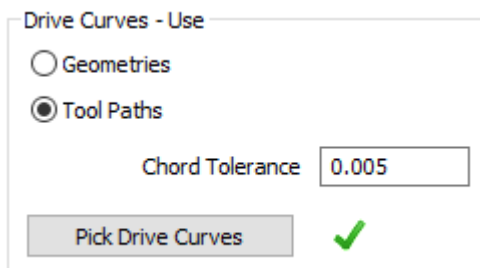 Drive Curves - Use
Geometries
Tool Paths
Chord Tolerance 0.005
Pick Drive Curves